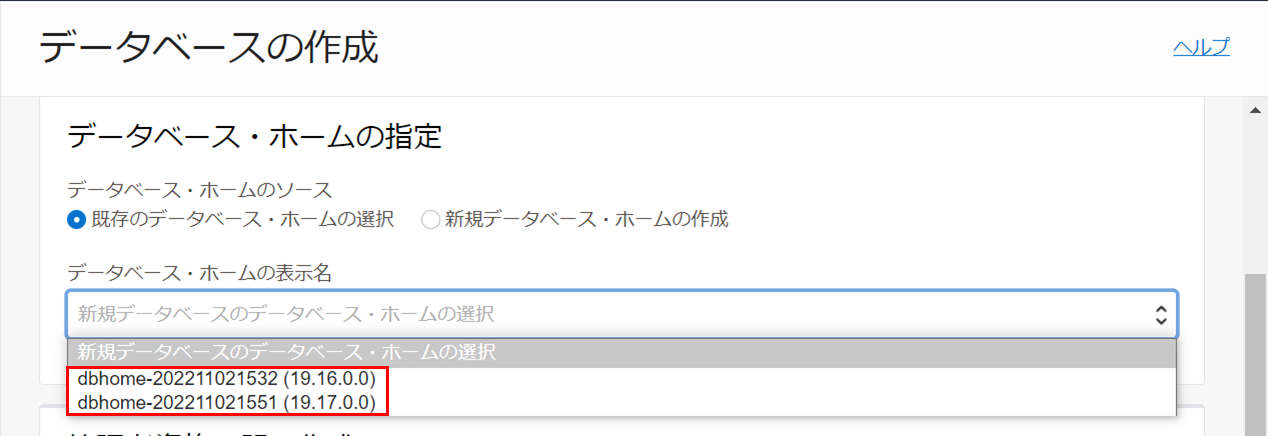 データベースの作成
ヘルプ
データベース・ホームの指定
データベース・ホームのソース
既存のデータベース・ホームの選択 新規データベース・ホームの作成
データベース・ホームの表示名
新規データベースのデータベース・ホームの選択
新規データベースのデータベース・ホームの選択
dbhome-202211021532 (19.16.0.0)
dbhome-202211021551 (19.17.0.0)